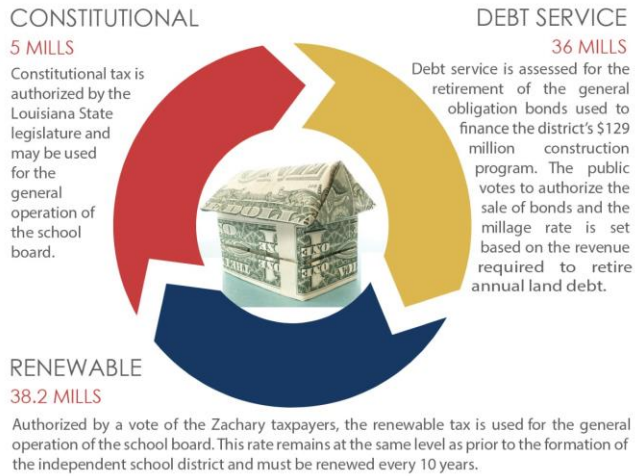 CONSTITUTIONAL
5 MILLS
Constitutional tax is
authorized by the
Louisiana State
legislature and
may be used
for the
general
operation of
the school
board.
DEBT SERVICE
36 MILLS
Debt service is assessed for the
retirement of the general
obligation bonds used to
finance the district's $129
million construction
program. The public
votes to authorize the
sale of bonds and the
millage rate is set
based on the revenue
required to retire
annual land debt.
RENEWABLE
38.2 MILLS
Authorized by a vote of the Zachary taxpayers, the renewable tax is used for the general
operation of the school board. This rate remains at the same level as prior to the formation of
the independent school district and must be renewed every 10 years.